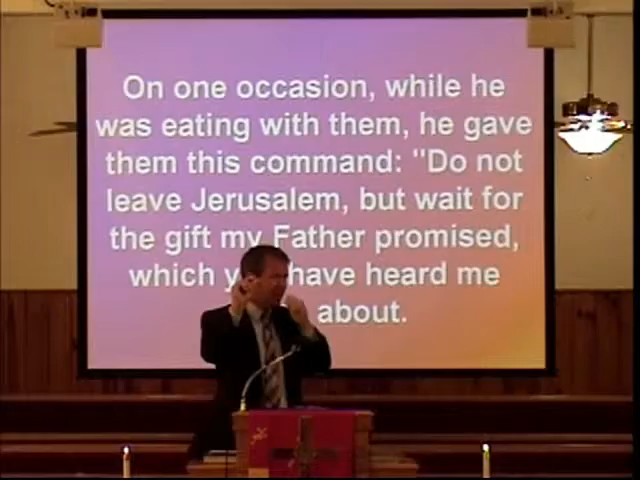 On one occasion, while he
was eating with them, he gave
them this command: "Do not
leave Jerusalem, but wait for
the gift my Father promised,
which have heard me
about.